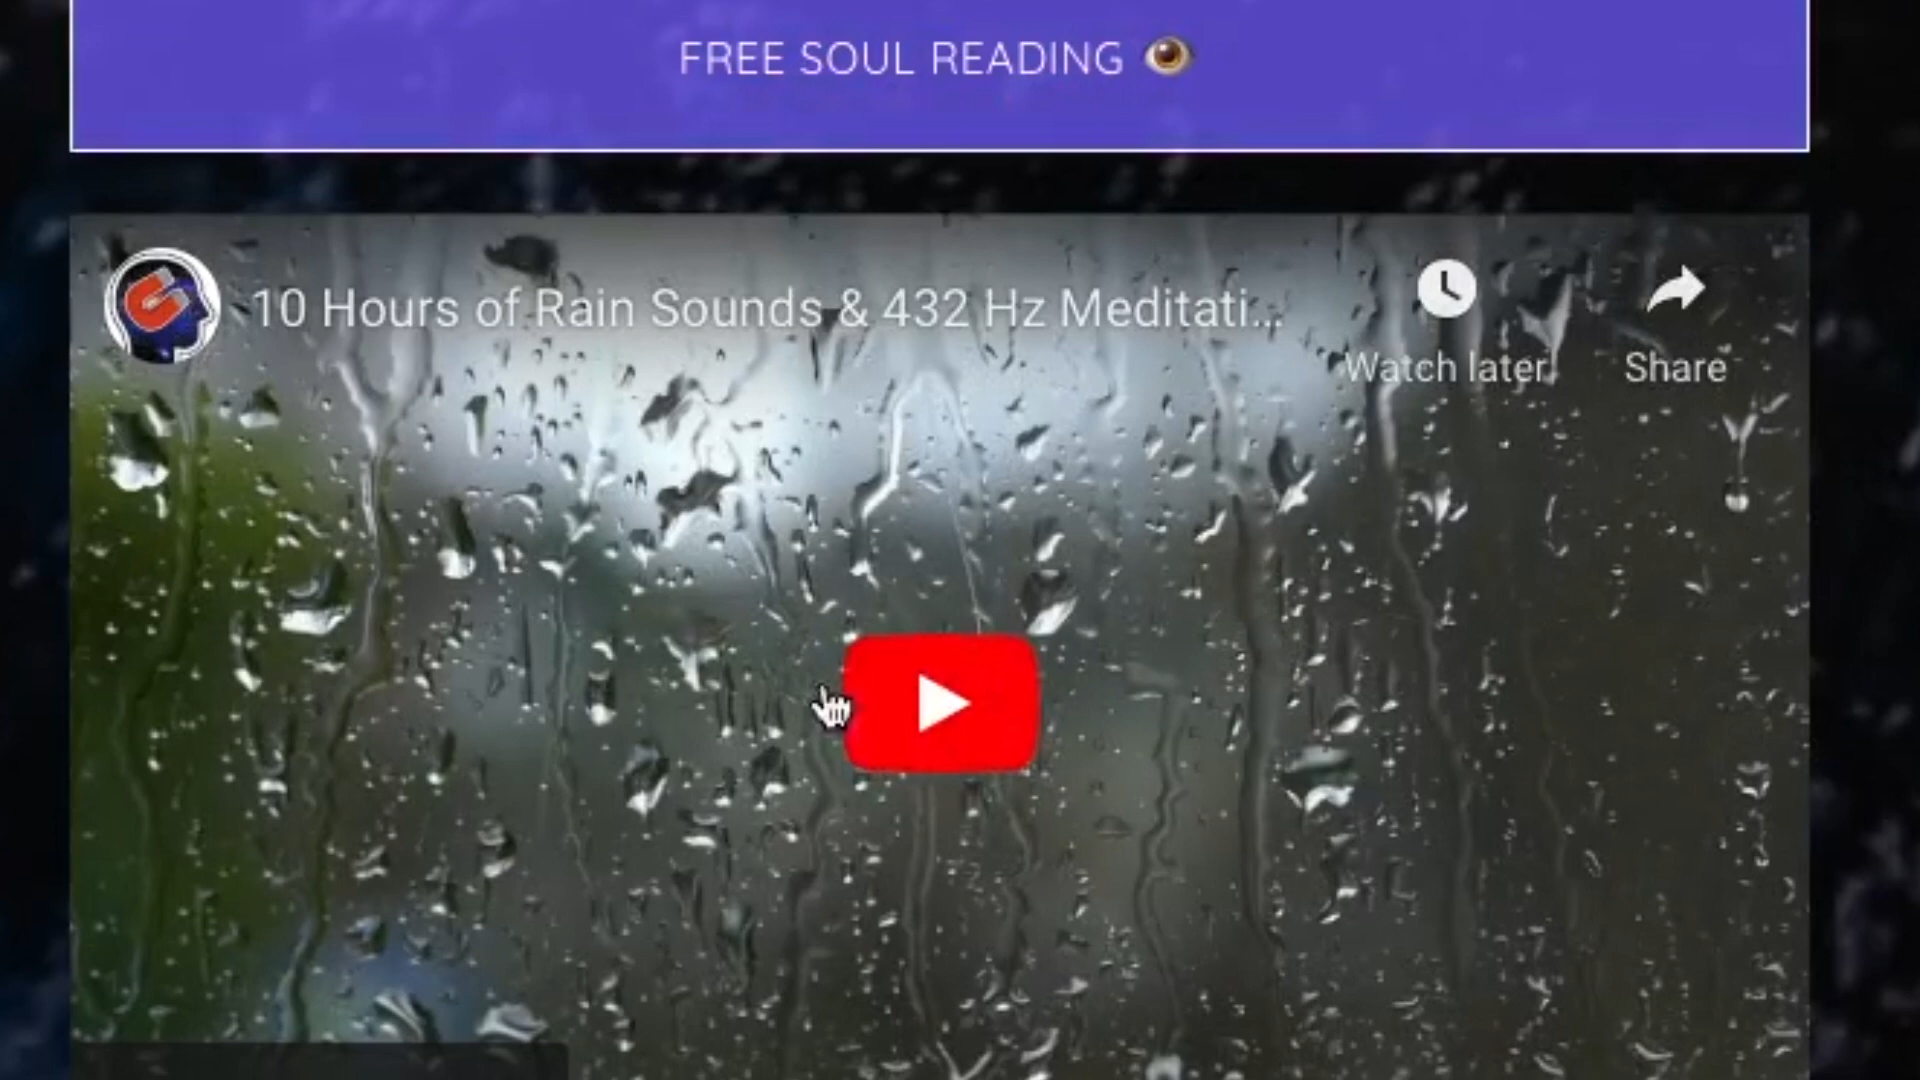 FREE SOUL READING 👁
10 Hours of Rain Sounds & 432 Hz Meditati...
Watch later
Share